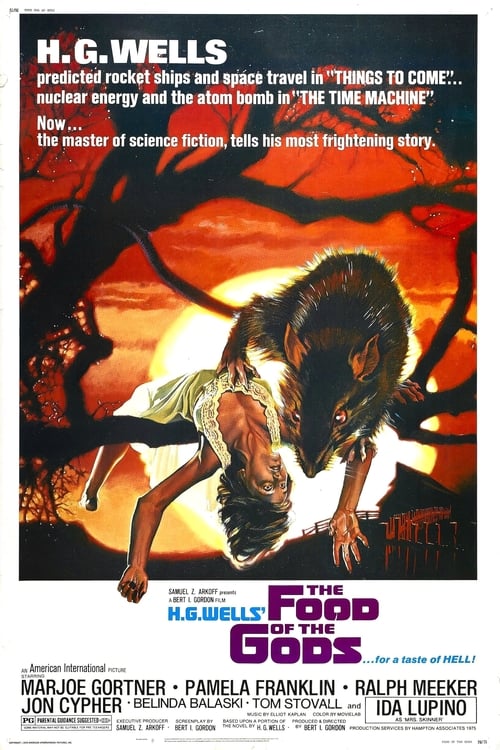 H.G.WELLS
predicted rocket ships and space travel in "THINGS TO COME"...
nuclear energy and the atom bomb in "THE TIME MACHINE"
Now...
the master of science fiction, tells his most frightening story.
SAMUEL Z. ARKOFF presents
A BERT I. GORDON FILM
H.G.WELLS'
THE
FOOD
OF THE
GODS
...for a taste of HELL!
AN American International PICTURE
STARRING
MARJOE GORTNER • PAMELA FRANKLIN • RALPH MEEKER
JON CYPHER • BELINDA BALASKI • TOM STOVALL and IDA LUPINO
AS 'MRS. SKINNER'
PG PARENTAL GUIDANCE SUGGESTED
EXECUTIVE PRODUCER SAMUEL Z. ARKOFF
SCREENPLAY BY BERT I. GORDON
BASED UPON A PORTION OF THE NOVEL BY H.G. WELLS
MUSIC BY ELLIOT KAPLAN
PRODUCED & DIRECTED BY BERT I. GORDON
COLOR BY MOVIELAB
PRODUCTION SERVICES BY HAMPTON ASSOCIATES 1975